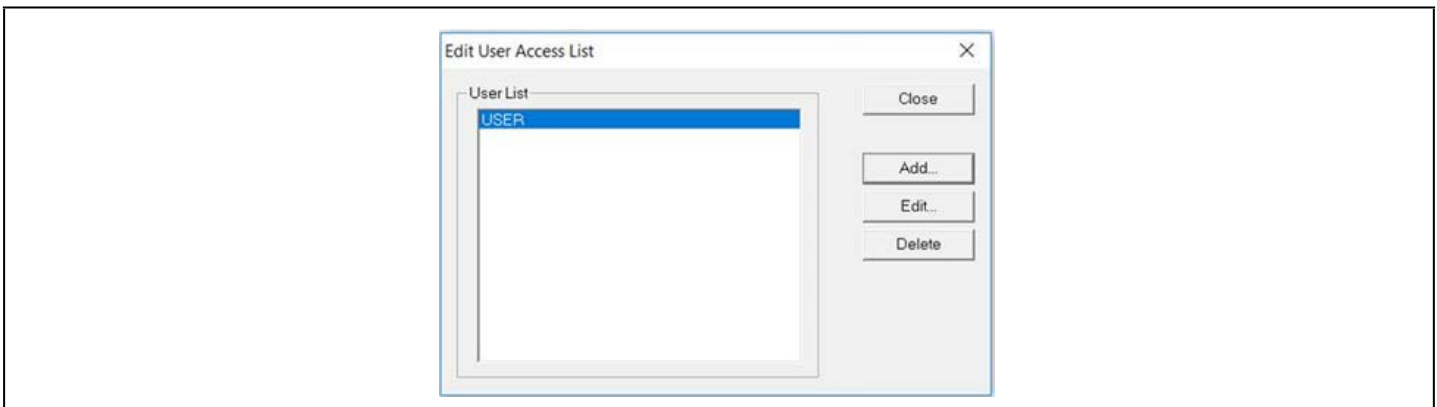 Edit User Access List
User List
USER
Close
Add...
Edit...
Delete